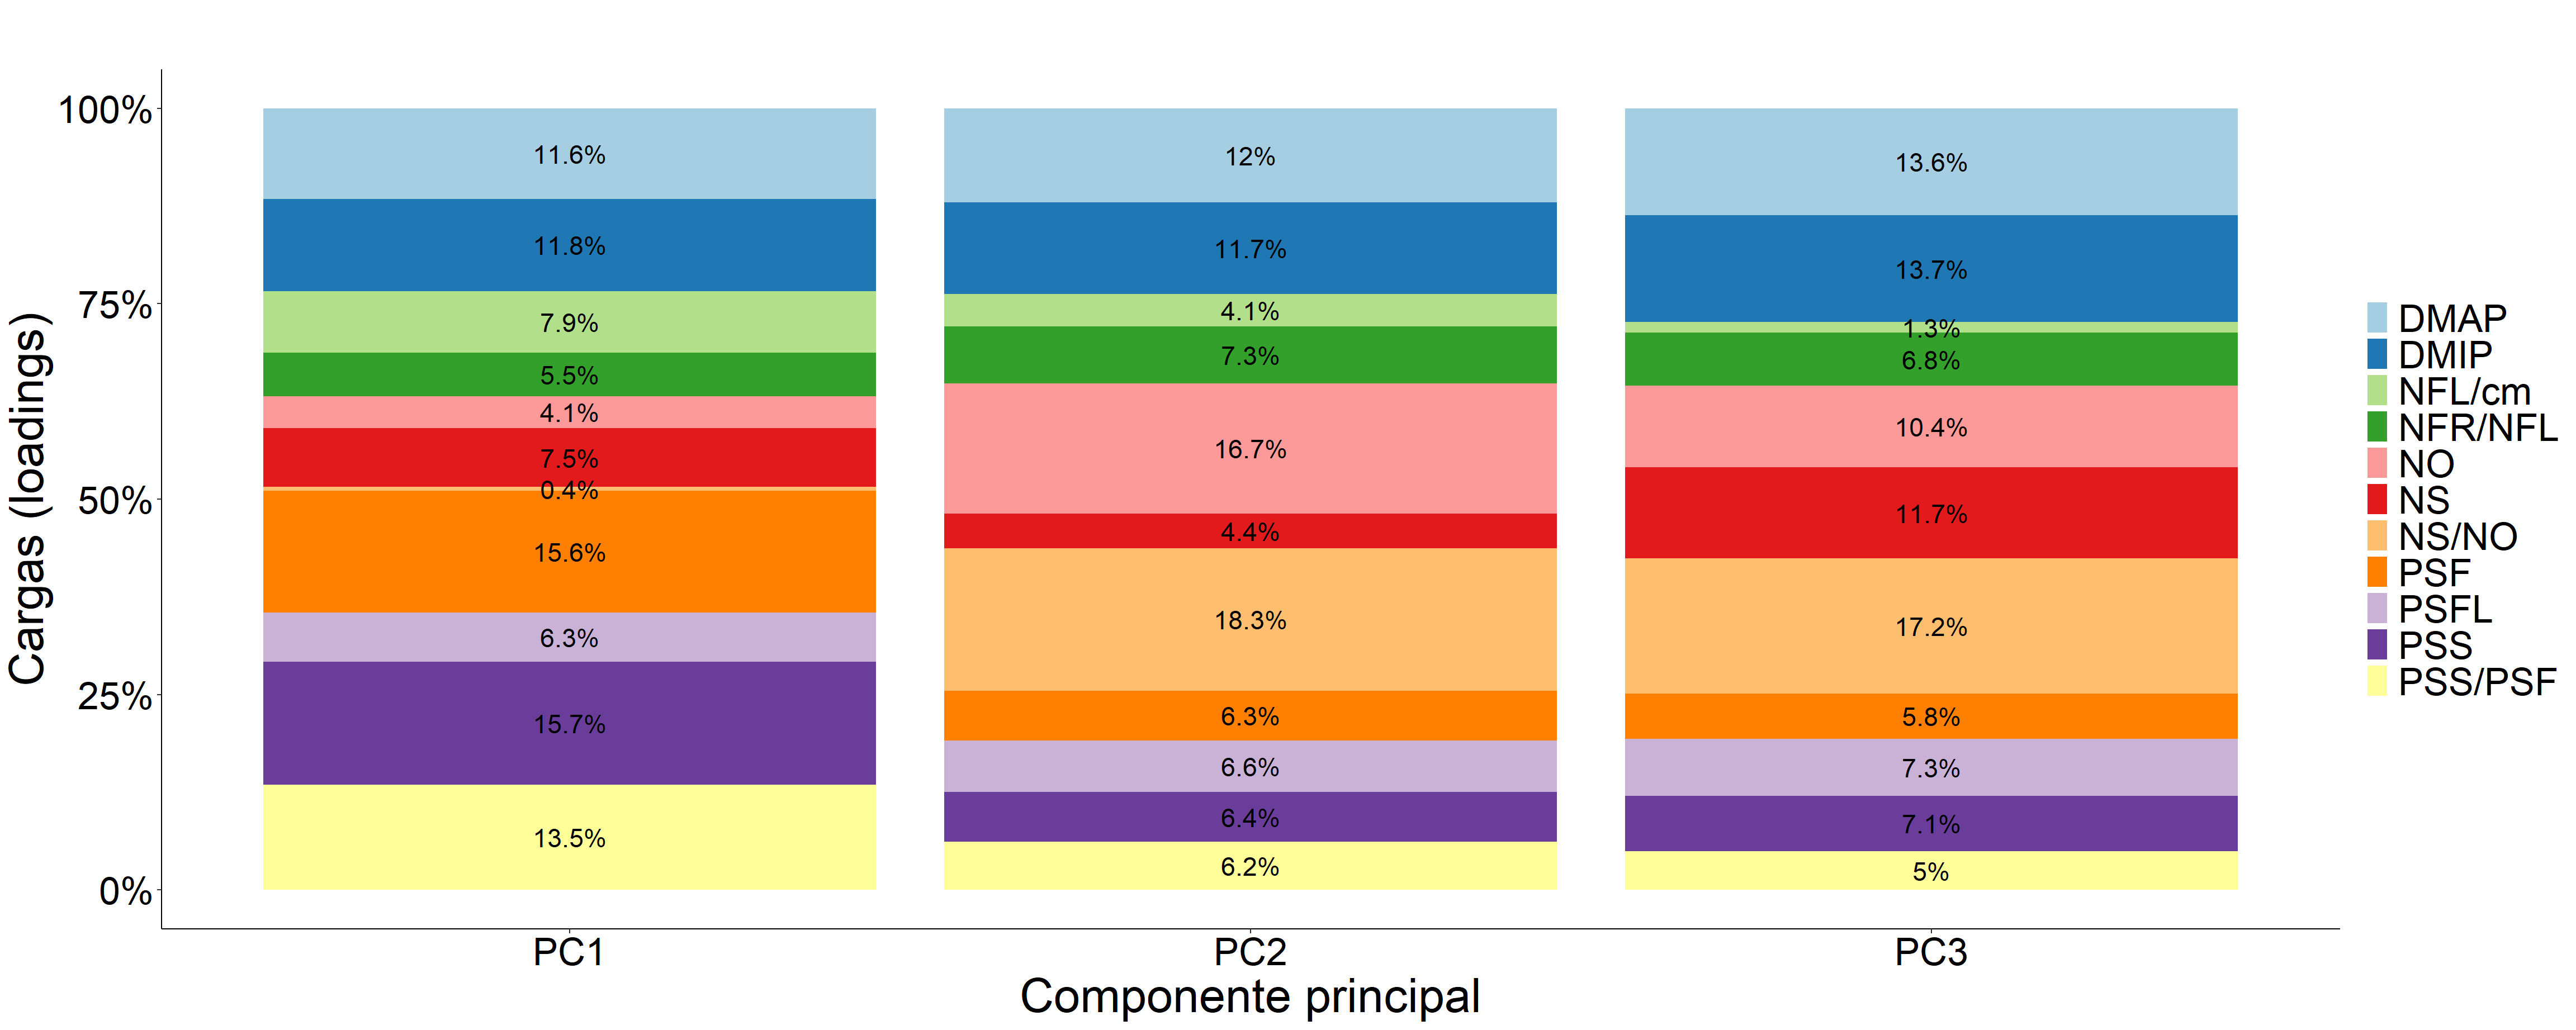 Cargas (loadings)
100%
75%
50%
25%
0%
11.6%
11.8%
7.9%
5.5%
4.1%
7.5%
0.4%
15.6%
6.3%
15.7%
13.5%
12%
11.7%
4.1%
7.3%
16.7%
4.4%
18.3%
6.3%
6.6%
6.4%
6.2%
13.6%
13.7%
1.3%
6.8%
10.4%
11.7%
17.2%
5.8%
7.3%
7.1%
5%
PC1
PC2
PC3
Componente principal
DMAP
DMIP
NFL/cm
NFR/NFL
NO
NS
NS/NO
PSF
PSFL
PSS
PSS/PSF